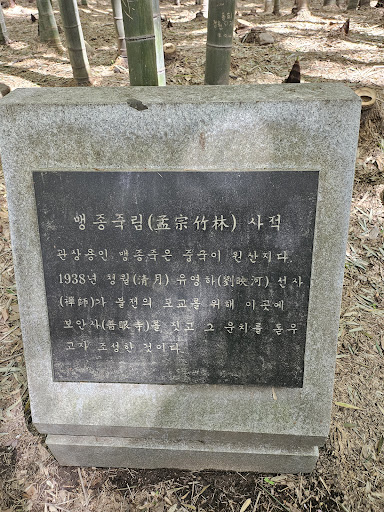 맹종죽림(孟宗竹林) 사적
관상용인 맹종죽은 중국이 원산지다.
1938년 청월(清月) 유영하(劉映河) 선사
(禪師)가 불전의 포교를 위해 이곳에
보안사(普眼寺)를 짓고 그 운치를 돋우
고자 조성한 것이다.